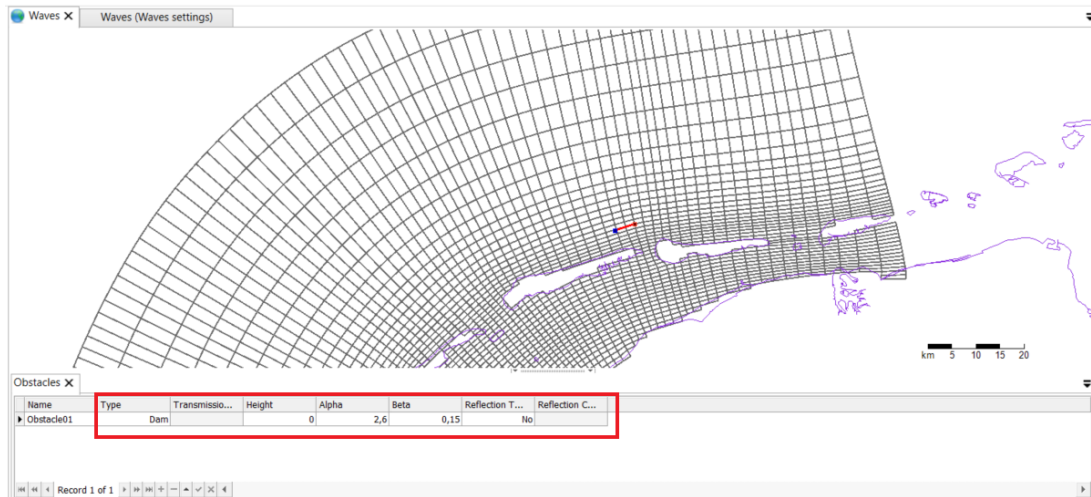 Waves
Waves (Waves settings)
km 5 10 15 20
Obstacles
Name Type Transmissio... Height Alpha Beta Reflection T... Reflection C...
Obstacle01 Dam 0 2,6 0,15 No
Record 1 of 1